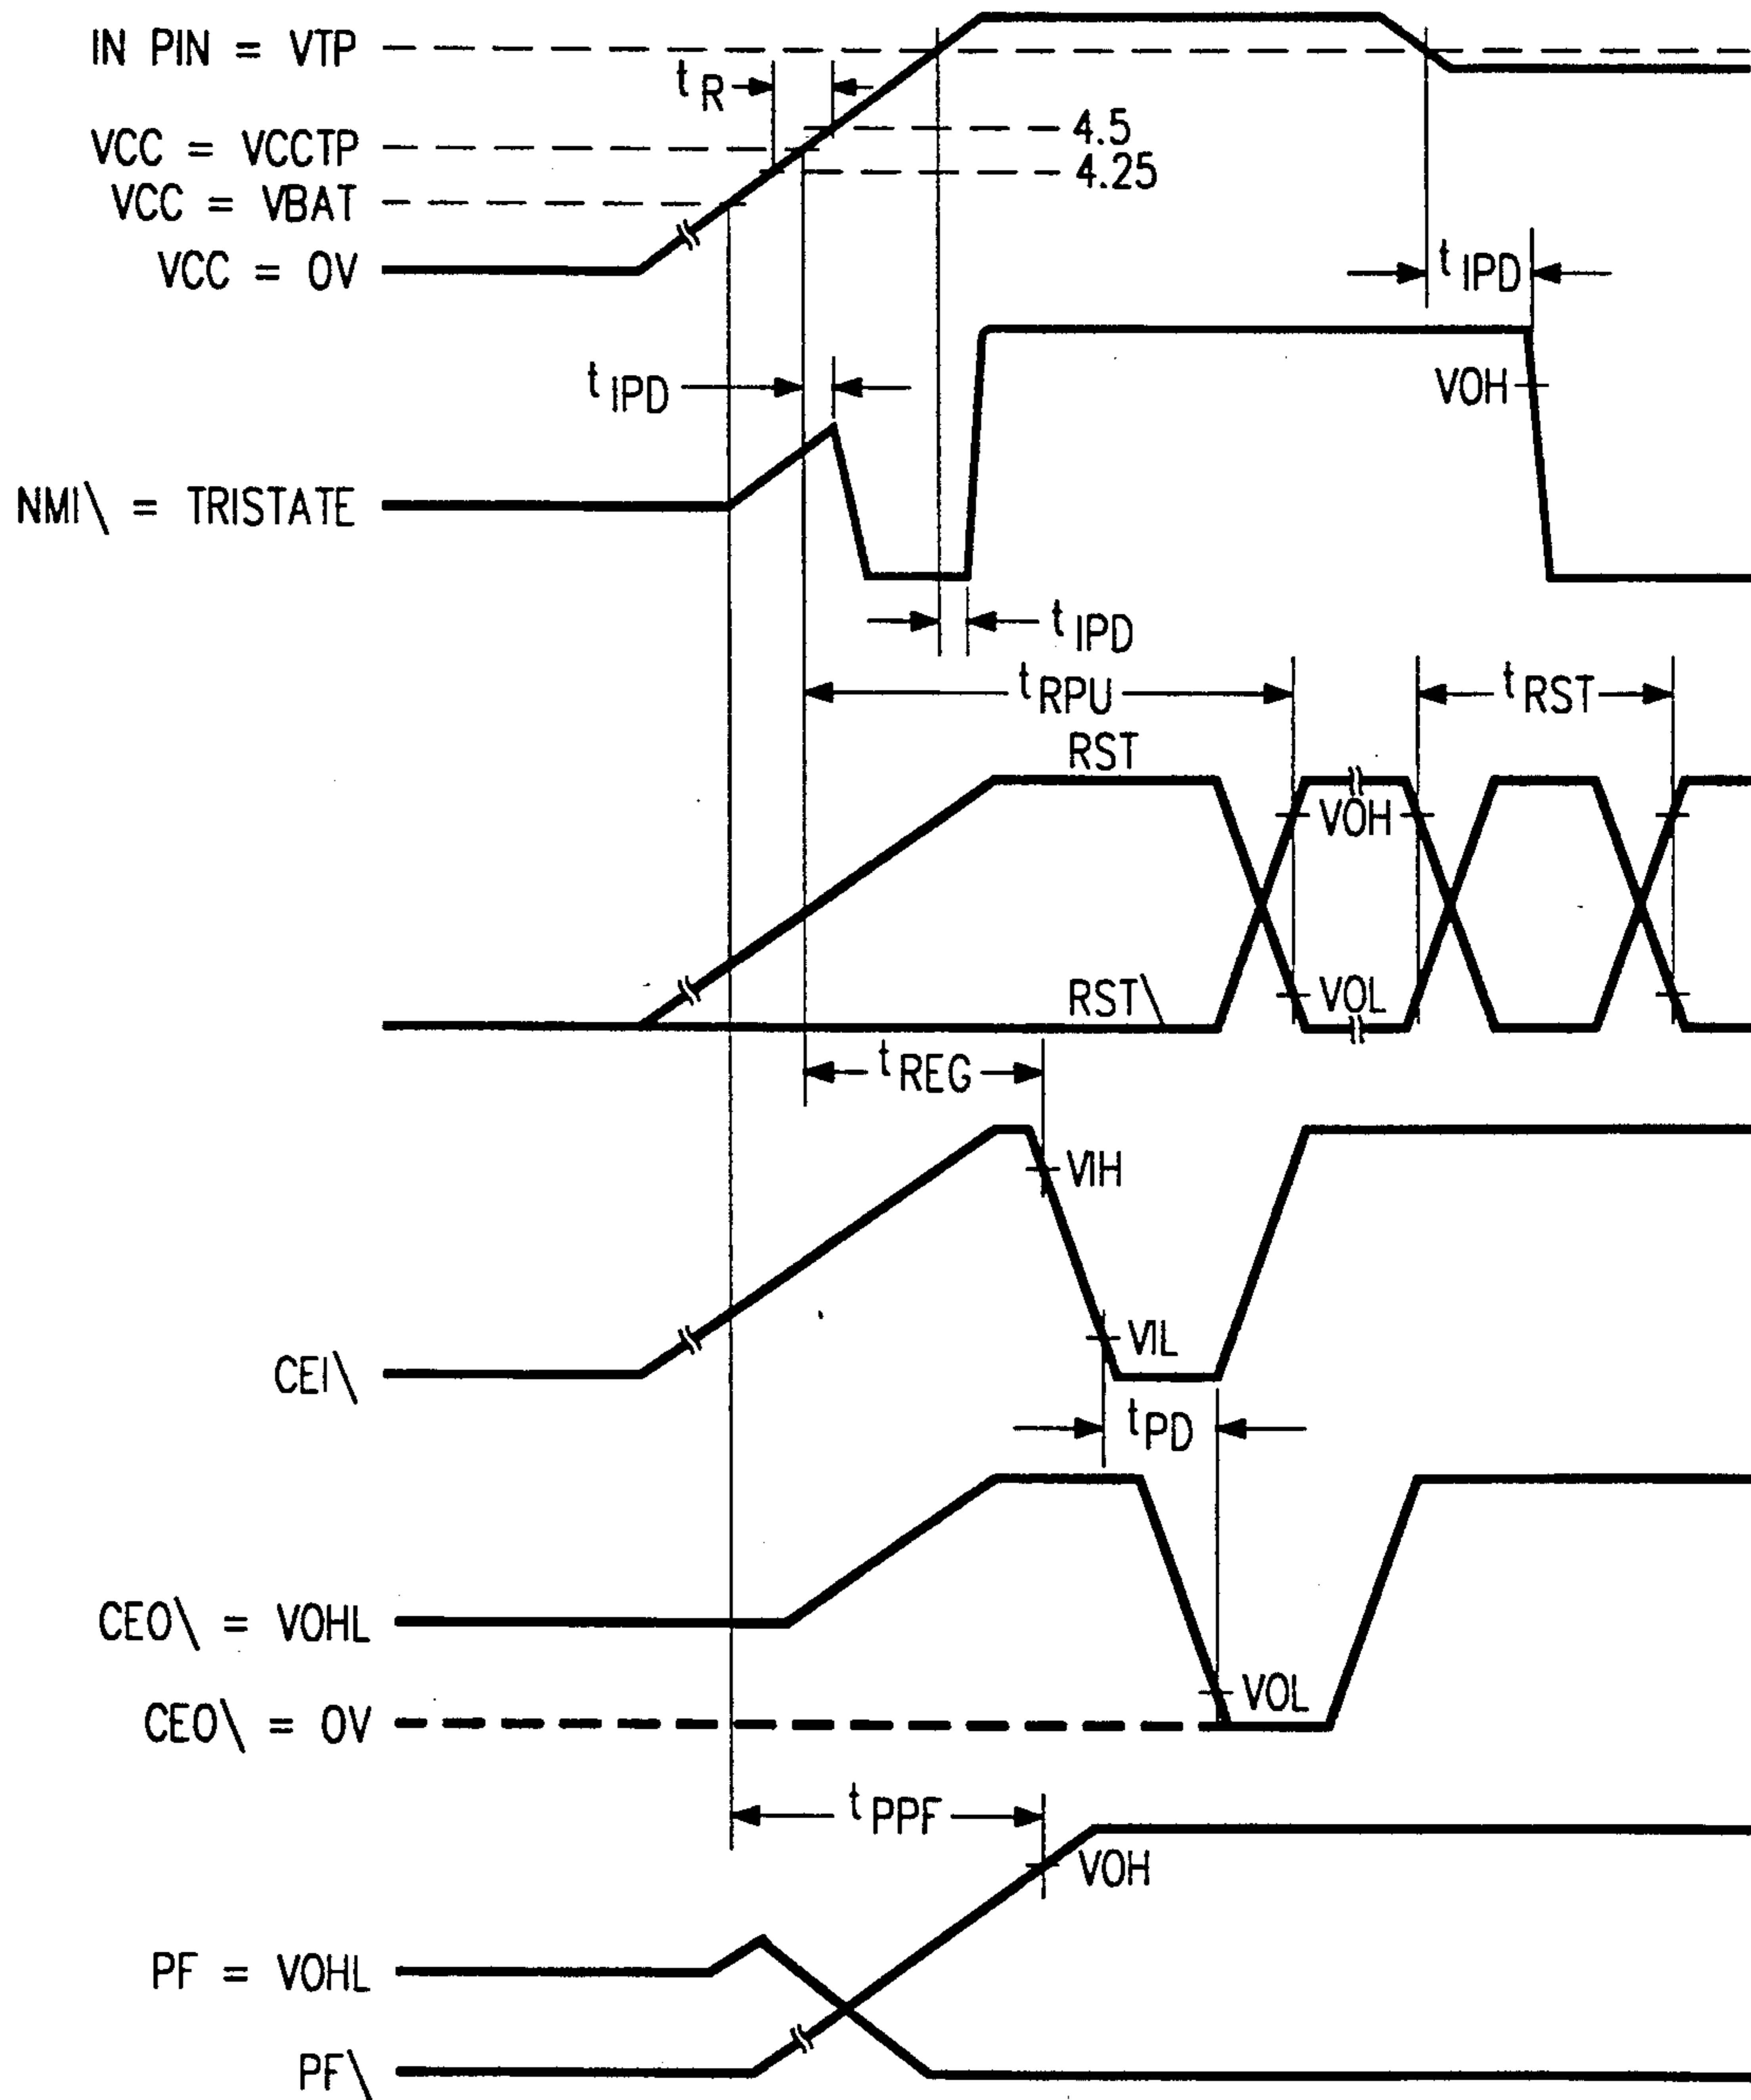 IN PIN = VTP
tR
VCC = VCCTP
4.5
4.25
VCC = VBAT
VCC = 0V
tIPD
tIPD
VOH
NMI\ = TRISTATE
tIPD
tRPU
tRST
RST
VOH
RST\
VOL
tREG
VIH
VIL
CEI\
tPD
CEO\ = VOHL
VOL
CEO\ = 0V
tPPF
VOH
PF = VOHL
PF\